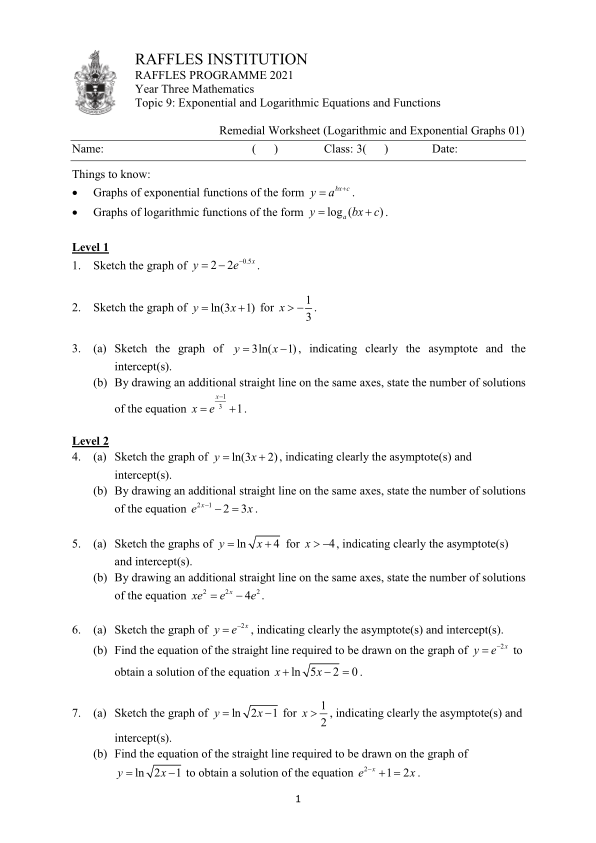 RAFFLES INSTITUTION
RAFFLES PROGRAMME 2021
Year Three Mathematics
Topic 9: Exponential and Logarithmic Equations and Functions
Remedial Worksheet (Logarithmic and Exponential Graphs 01)
Name: ( ) Class: 3( ) Date:
Things to know:
• Graphs of exponential functions of the form y = a^{bx+c}.
• Graphs of logarithmic functions of the form y = log_a(bx + c).
Level 1
1. Sketch the graph of y = 2 − 2e^{−0.5x}.
2. Sketch the graph of y = ln(3x + 1) for x > −1/3.
3. (a) Sketch the graph of y = 3ln(x − 1), indicating clearly the asymptote and the
intercept(s).
(b) By drawing an additional straight line on the same axes, state the number of solutions
of the equation x = e^{(x−1)/3} + 1.
Level 2
4. (a) Sketch the graph of y = ln(3x + 2), indicating clearly the asymptote(s) and
intercept(s).
(b) By drawing an additional straight line on the same axes, state the number of solutions
of the equation e^{2x−1} − 2 = 3x.
5. (a) Sketch the graphs of y = ln √(x + 4) for x > −4, indicating clearly the asymptote(s)
and intercept(s).
(b) By drawing an additional straight line on the same axes, state the number of solutions
of the equation xe² = e^{2x} − 4e².
6. (a) Sketch the graph of y = e^{−2x}, indicating clearly the asymptote(s) and intercept(s).
(b) Find the equation of the straight line required to be drawn on the graph of y = e^{−2x} to
obtain a solution of the equation x + ln √(5x − 2) = 0.
7. (a) Sketch the graph of y = ln √(2x − 1) for x > 1/2, indicating clearly the asymptote(s) and
intercept(s).
(b) Find the equation of the straight line required to be drawn on the graph of
y = ln √(2x − 1) to obtain a solution of the equation e^{2−x} + 1 = 2x.
1